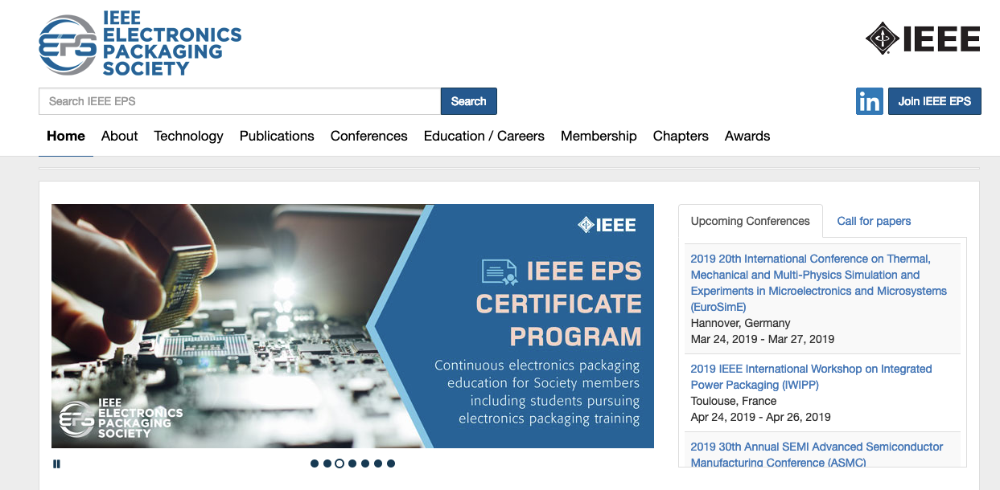 IEEE
ELECTRONICS
PACKAGING
SOCIETY
EPS
IEEE
Search IEEE EPS
Search
in
Join IEEE EPS
Home About Technology Publications Conferences Education / Careers Membership Chapters Awards
IEEE
IEEE EPS
CERTIFICATE
PROGRAM
Continuous electronics packaging
education for Society members
including students pursuing
electronics packaging training
EPS
IEEE
ELECTRONICS
PACKAGING
SOCIETY
Upcoming Conferences Call for papers
2019 20th International Conference on Thermal,
Mechanical and Multi-Physics Simulation and
Experiments in Microelectronics and Microsystems
(EuroSimE)
Hannover, Germany
Mar 24, 2019 - Mar 27, 2019
2019 IEEE International Workshop on Integrated
Power Packaging (IWIPP)
Toulouse, France
Apr 24, 2019 - Apr 26, 2019
2019 30th Annual SEMI Advanced Semiconductor
Manufacturing Conference (ASMC)